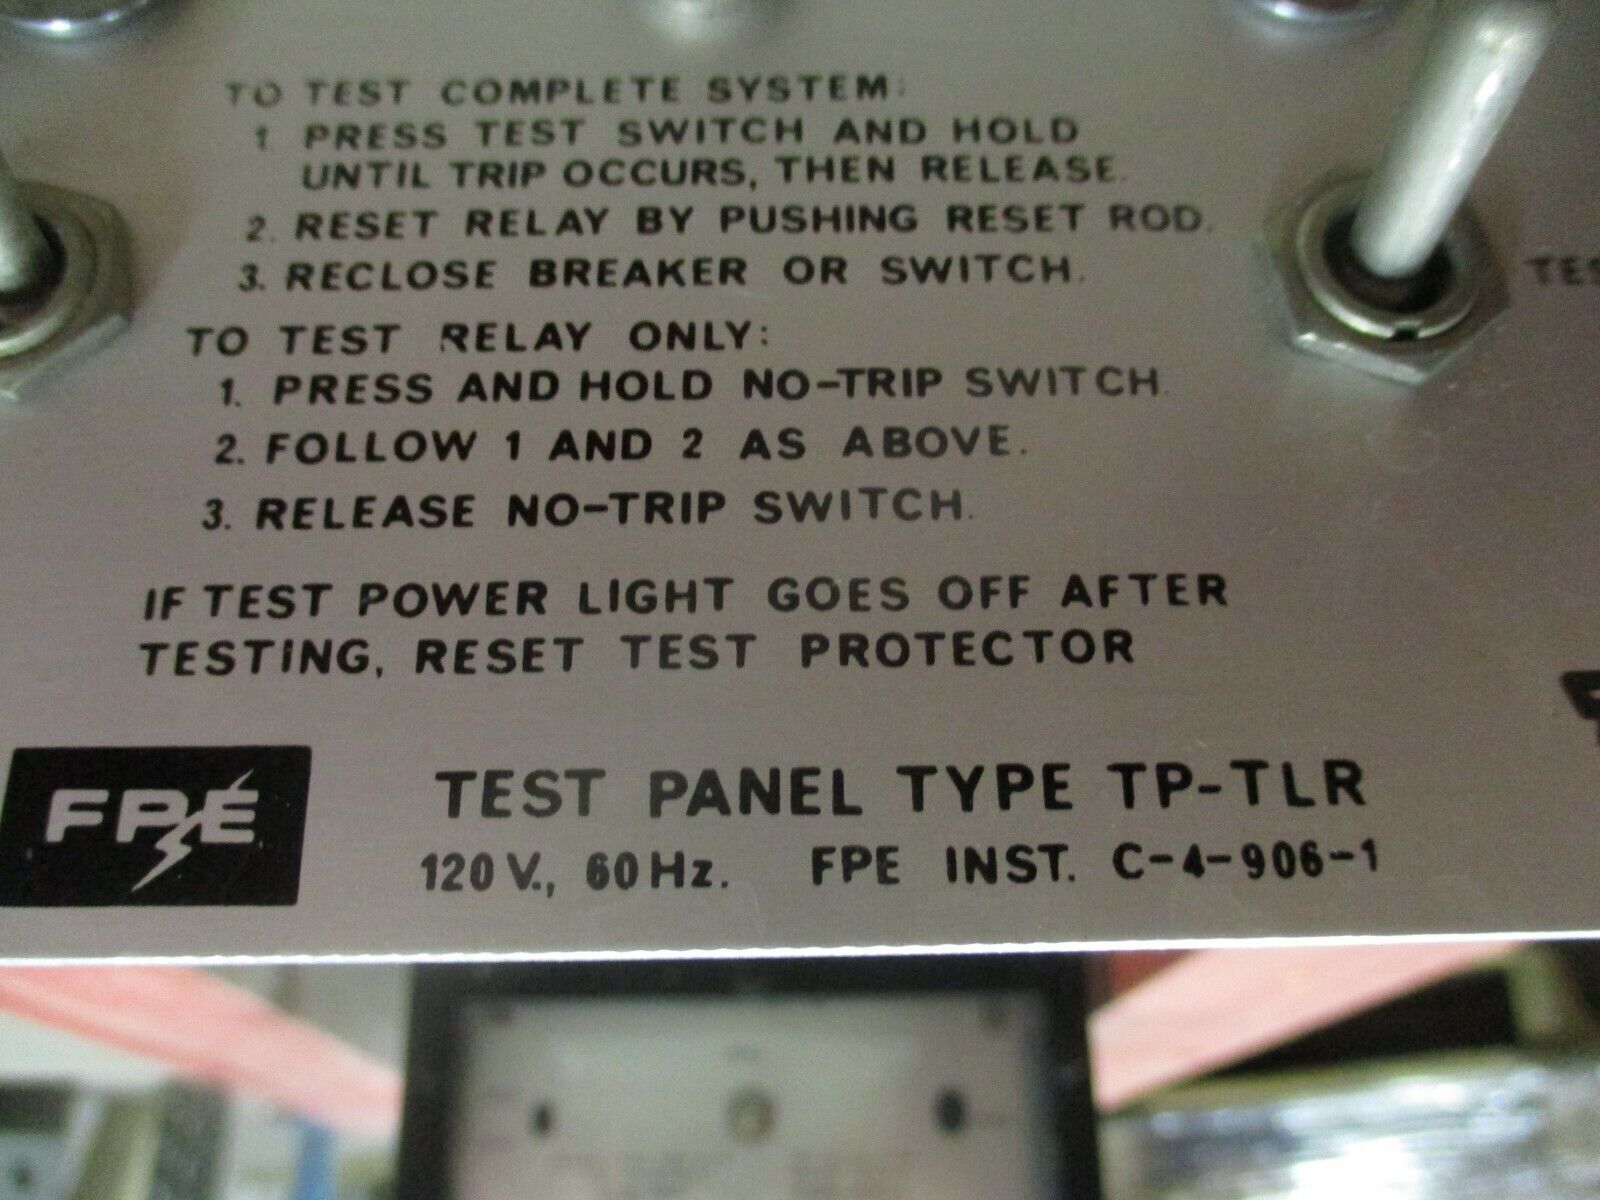 TO TEST COMPLETE SYSTEM:
1 PRESS TEST SWITCH AND HOLD
UNTIL TRIP OCCURS, THEN RELEASE.
2. RESET RELAY BY PUSHING RESET ROD.
3. RECLOSE BREAKER OR SWITCH.
TO TEST RELAY ONLY:
1. PRESS AND HOLD NO-TRIP SWITCH.
2. FOLLOW 1 AND 2 AS ABOVE.
3. RELEASE NO-TRIP SWITCH.
IF TEST POWER LIGHT GOES OFF AFTER
TESTING, RESET TEST PROTECTOR
FPE
TEST PANEL TYPE TP-TLR
120 V., 60 Hz. FPE INST. C-4-906-1